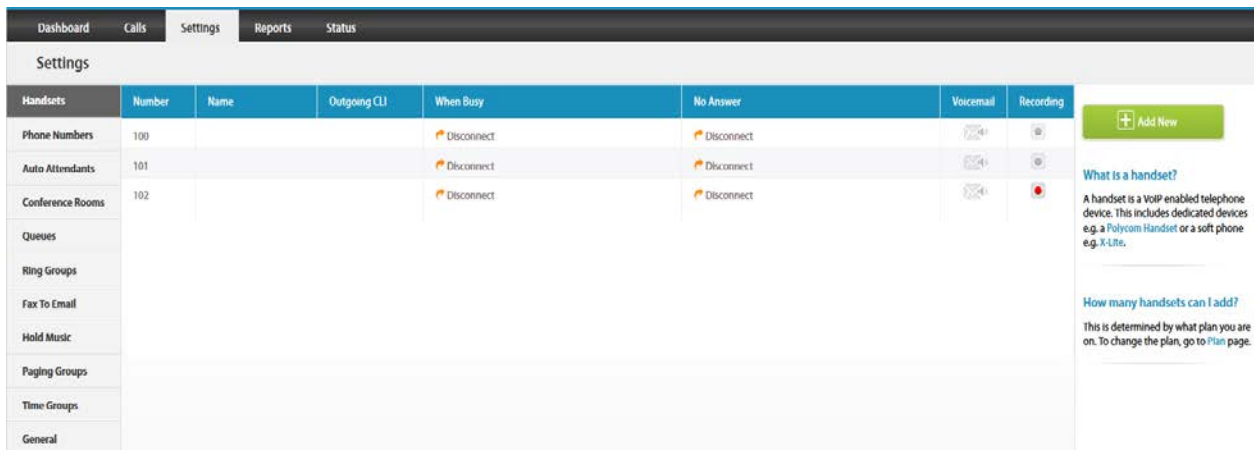 Dashboard Calls Settings Reports Status
Settings
Handsets
Phone Numbers
Auto Attendants
Conference Rooms
Queues
Ring Groups
Fax To Email
Hold Music
Paging Groups
Time Groups
General
Number Name Outgoing CLI When Busy No Answer Voicemail Recording
100 Disconnect Disconnect
101 Disconnect Disconnect
102 Disconnect Disconnect
Add New
What is a handset?
A handset is a VoIP enabled telephone
device. This includes dedicated devices
e.g. a Polycom Handset or a soft phone
e.g. X-Lite.
How many handsets can I add?
This is determined by what plan you are
on. To change the plan, go to Plan page.